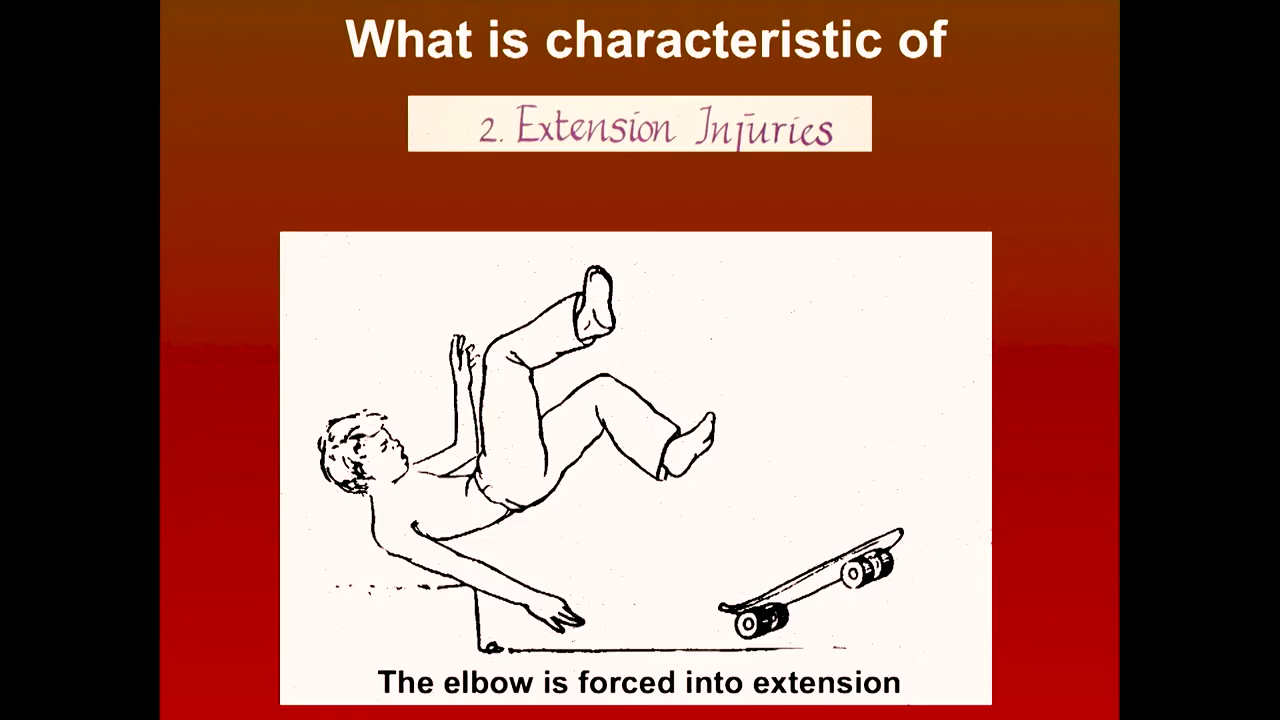 What is characteristic of
2. Extension Injuries
The elbow is forced into extension